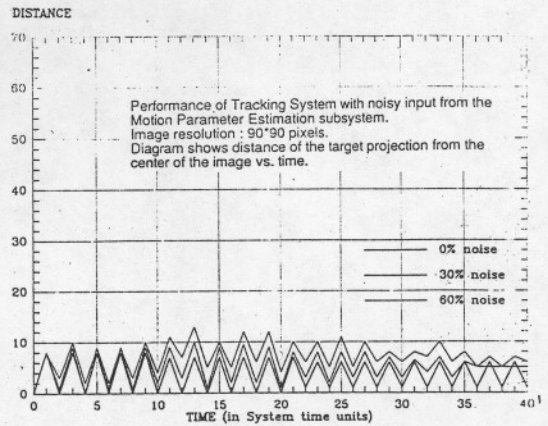 DISTANCE
70
60
50
40
30
20
10
0
Performance of Tracking System with noisy input from the
Motion Parameter Estimation subsystem.
Image resolution : 90*90 pixels.
Diagram shows distance of the target projection from the
center of the image vs. time.
0% noise
30% noise
60% noise
0 5 10 15 20 25 30 35 40
TIME (in System time units)